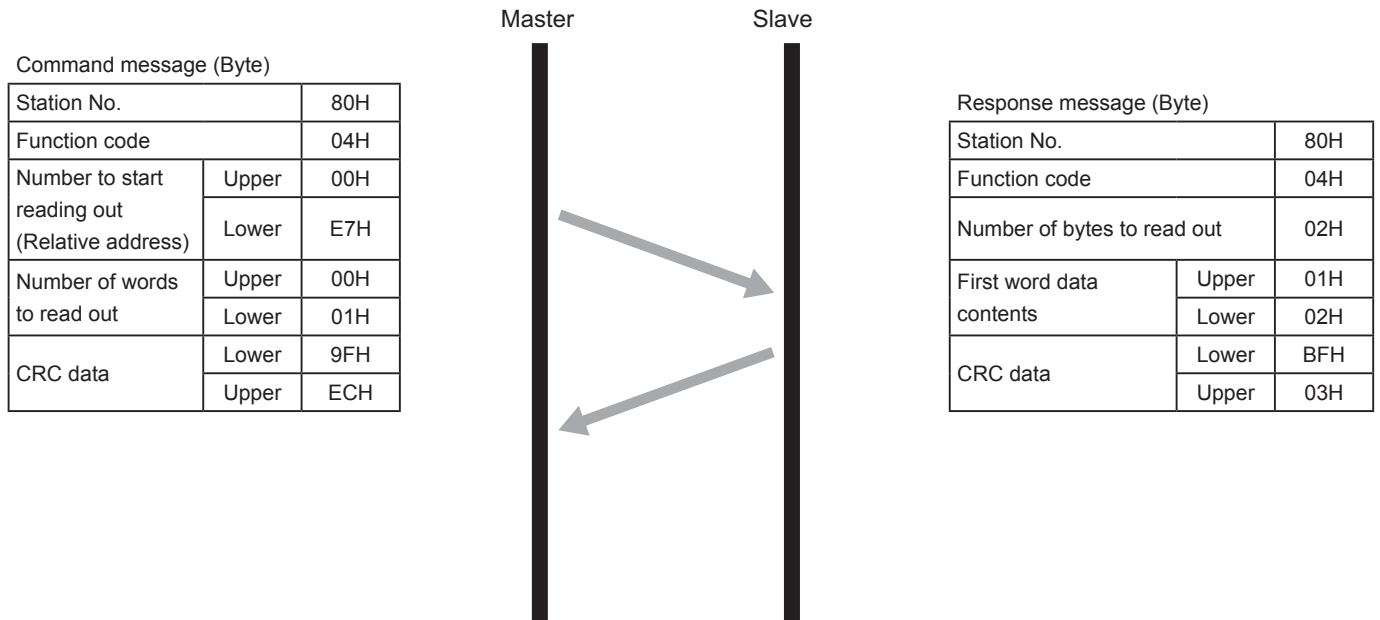 Master Slave
Command message (Byte)
Station No. 80H
Function code 04H
Number to start
reading out
(Relative address)
Upper 00H
Lower E7H
Number of words
to read out
Upper 00H
Lower 01H
CRC data
Lower 9FH
Upper ECH
Response message (Byte)
Station No. 80H
Function code 04H
Number of bytes to read out 02H
First word data
contents
Upper 01H
Lower 02H
CRC data
Lower BFH
Upper 03H